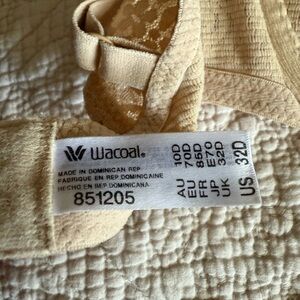 Wacoal®
MADE IN DOMINICAN REP.
FABRIQUÉ EN REP. DOMINICAINE
HECHO EN REP. DOMINICANA
851205
AU 10D
EU 70D
FR 85D
JP E70
UK 32D
US 32D